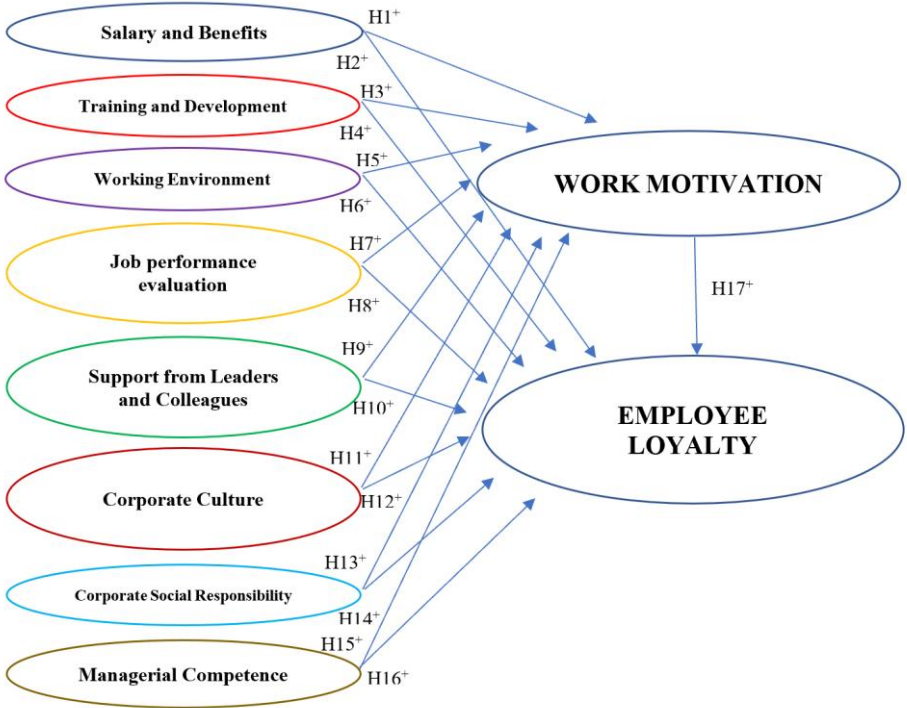 H1+
Salary and Benefits
H2+
H3+
Training and Development
H4+
H5+
Working Environment
H6+
WORK MOTIVATION
H7+
Job performance
evaluation
H8+
H17+
H9+
Support from Leaders
and Colleagues
H10+
EMPLOYEE
LOYALTY
H11+
Corporate Culture
H12+
H13+
Corporate Social Responsibility
H14+
H15+
Managerial Competence
H16+